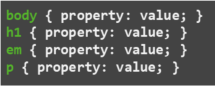 body { property: value; }
h1 { property: value; }
em { property: value; }
p { property: value; }